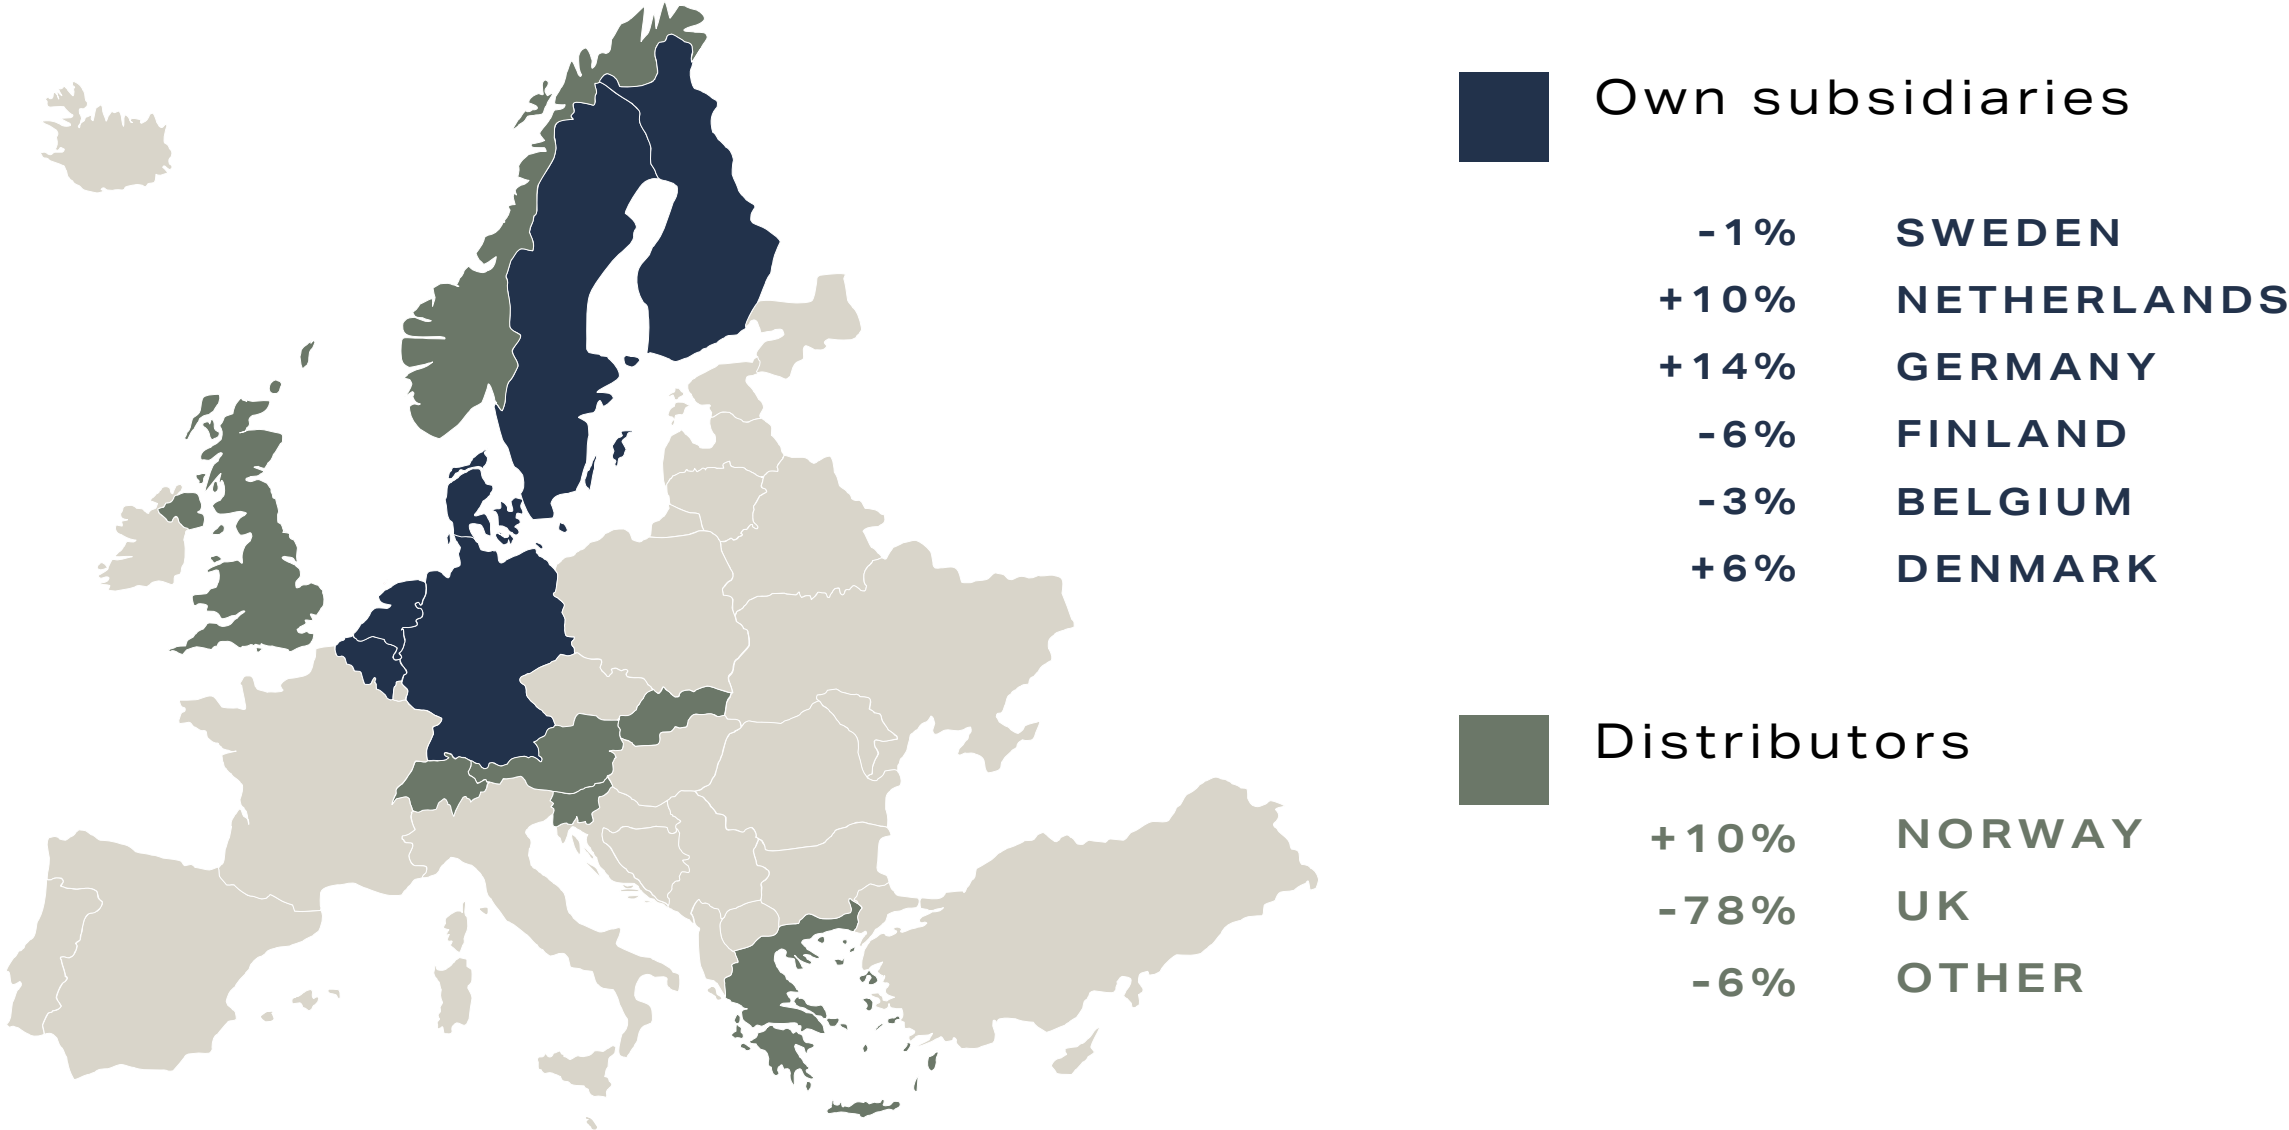 Own subsidiaries
-1% SWEDEN
+10% NETHERLANDS
+14% GERMANY
-6% FINLAND
-3% BELGIUM
+6% DENMARK
Distributors
+10% NORWAY
-78% UK
-6% OTHER